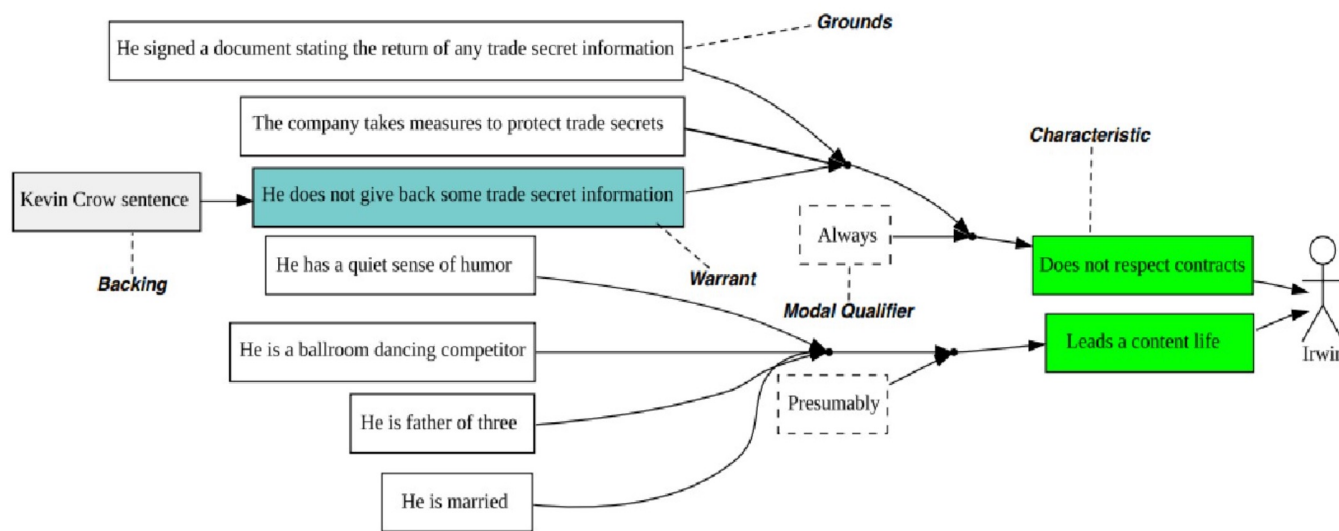 Grounds
He signed a document stating the return of any trade secret information
The company takes measures to protect trade secrets
Characteristic
Kevin Crow sentence
He does not give back some trade secret information
Always
He has a quiet sense of humor
Warrant
Does not respect contracts
Backing
Modal Qualifier
He is a ballroom dancing competitor
Leads a content life
Irwin
Presumably
He is father of three
He is married